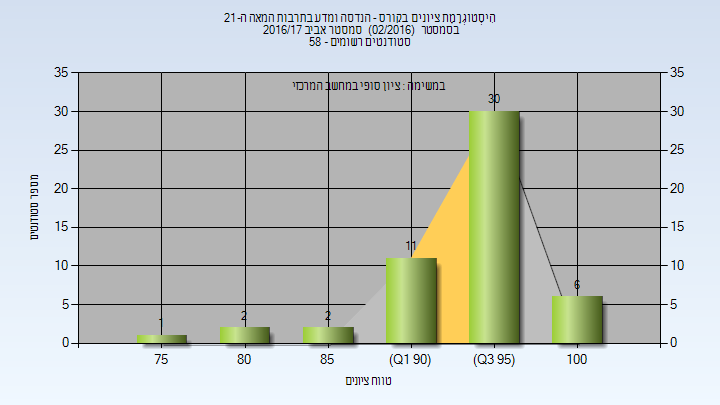 הִיסְטוֹגְרָמַת ציונים בקורס - הנדסה ומדע בתרבות המאה ה- 21
בסמסטר (02/2016) סמסטר אביב 2016/17
סטודנטים רשומים - 58
במשימה : ציון סופי במחשב המרכזי
מספר סטודנטים
35 35
30 30
25 25
20 20
15 15
10 10
5 5
0 0
1 2 2 11 30 6
75 80 85 (Q1 90) (Q3 95) 100
טווח ציונים